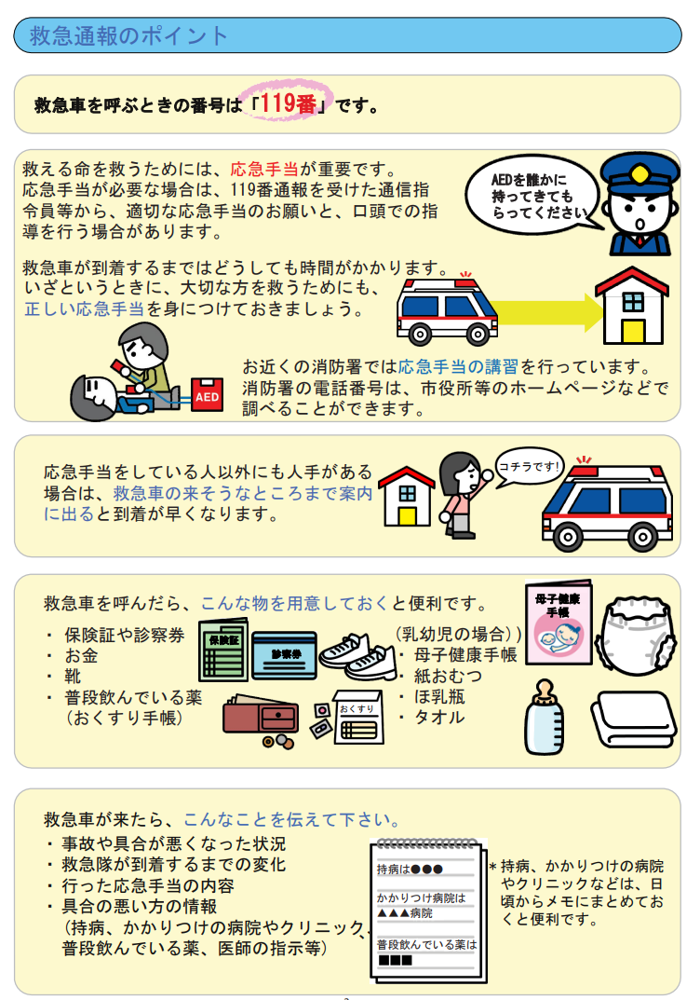 救急通報のポイント
救急車を呼ぶときの番号は「119番」です。
救える命を救うためには、応急手当が重要です。
応急手当が必要な場合は、119番通報を受けた通信指
令員等から、適切な応急手当のお願いと、口頭での指
導を行う場合があります。
AEDを誰かに
持ってきても
らってください
救急車が到着するまではどうしても時間がかかります。
いざというときに、大切な方を救うためにも、
正しい応急手当を身につけておきましょう。
AED
お近くの消防署では応急手当の講習を行っています。
消防署の電話番号は、市役所等のホームページなどで
調べることができます。
応急手当をしている人以外にも人手がある
場合は、救急車の来そうなところまで案内
に出ると到着が早くなります。
コチラです!
救急車を呼んだら、こんな物を用意しておくと便利です。
・ 保険証や診察券
・ お金
・ 靴
・ 普段飲んでいる薬
（おくすり手帳）
保険証
診察券
おくすり
（乳幼児の場合））
・ 母子健康手帳
・ 紙おむつ
・ ほ乳瓶
・ タオル
母子健康
手帳
救急車が来たら、こんなことを伝えて下さい。
・ 事故や具合が悪くなった状況
・ 救急隊が到着するまでの変化
・ 行った応急手当の内容
・ 具合の悪い方の情報
（持病、かかりつけの病院やクリニック、
普段飲んでいる薬、医師の指示等）
持病は●●●
かかりつけ病院は
▲▲▲病院
普段飲んでいる薬は
■■■
＊持病、かかりつけの病院
やクリニックなどは、日
頃からメモにまとめてお
くと便利です。